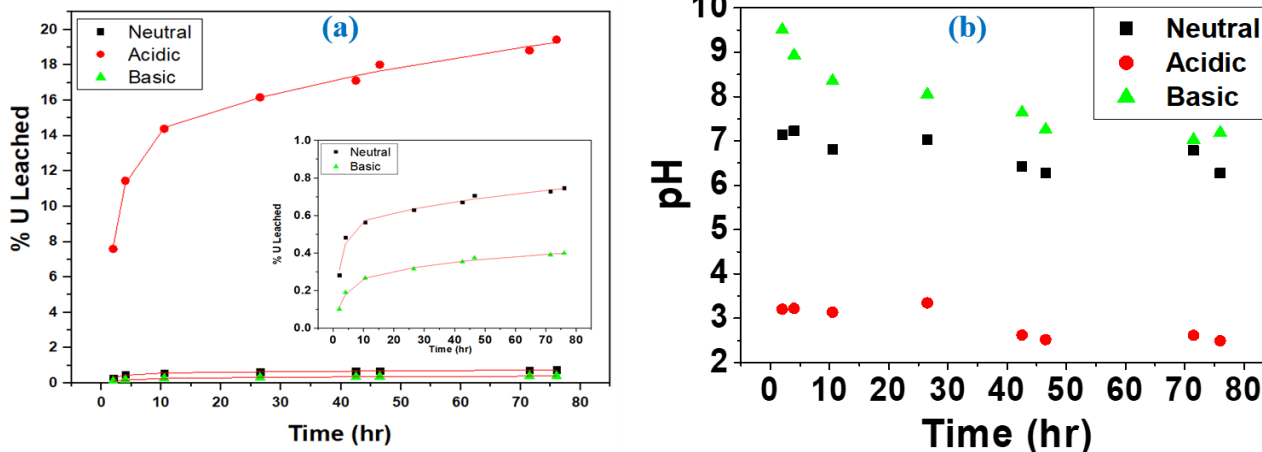 (a)
Neutral
Acidic
Basic
% U Leached
20
18
16
14
12
10
8
6
4
2
0
0 10 20 30 40 50 60 70 80
Time (hr)
Neutral
Basic
% U Leached
1.0
0.8
0.6
0.4
0.2
0.0
0 10 20 30 40 50 60 70 80
Time (hr)
(b)
Neutral
Acidic
Basic
pH
10
9
8
7
6
5
4
3
2
0 10 20 30 40 50 60 70 80
Time (hr)